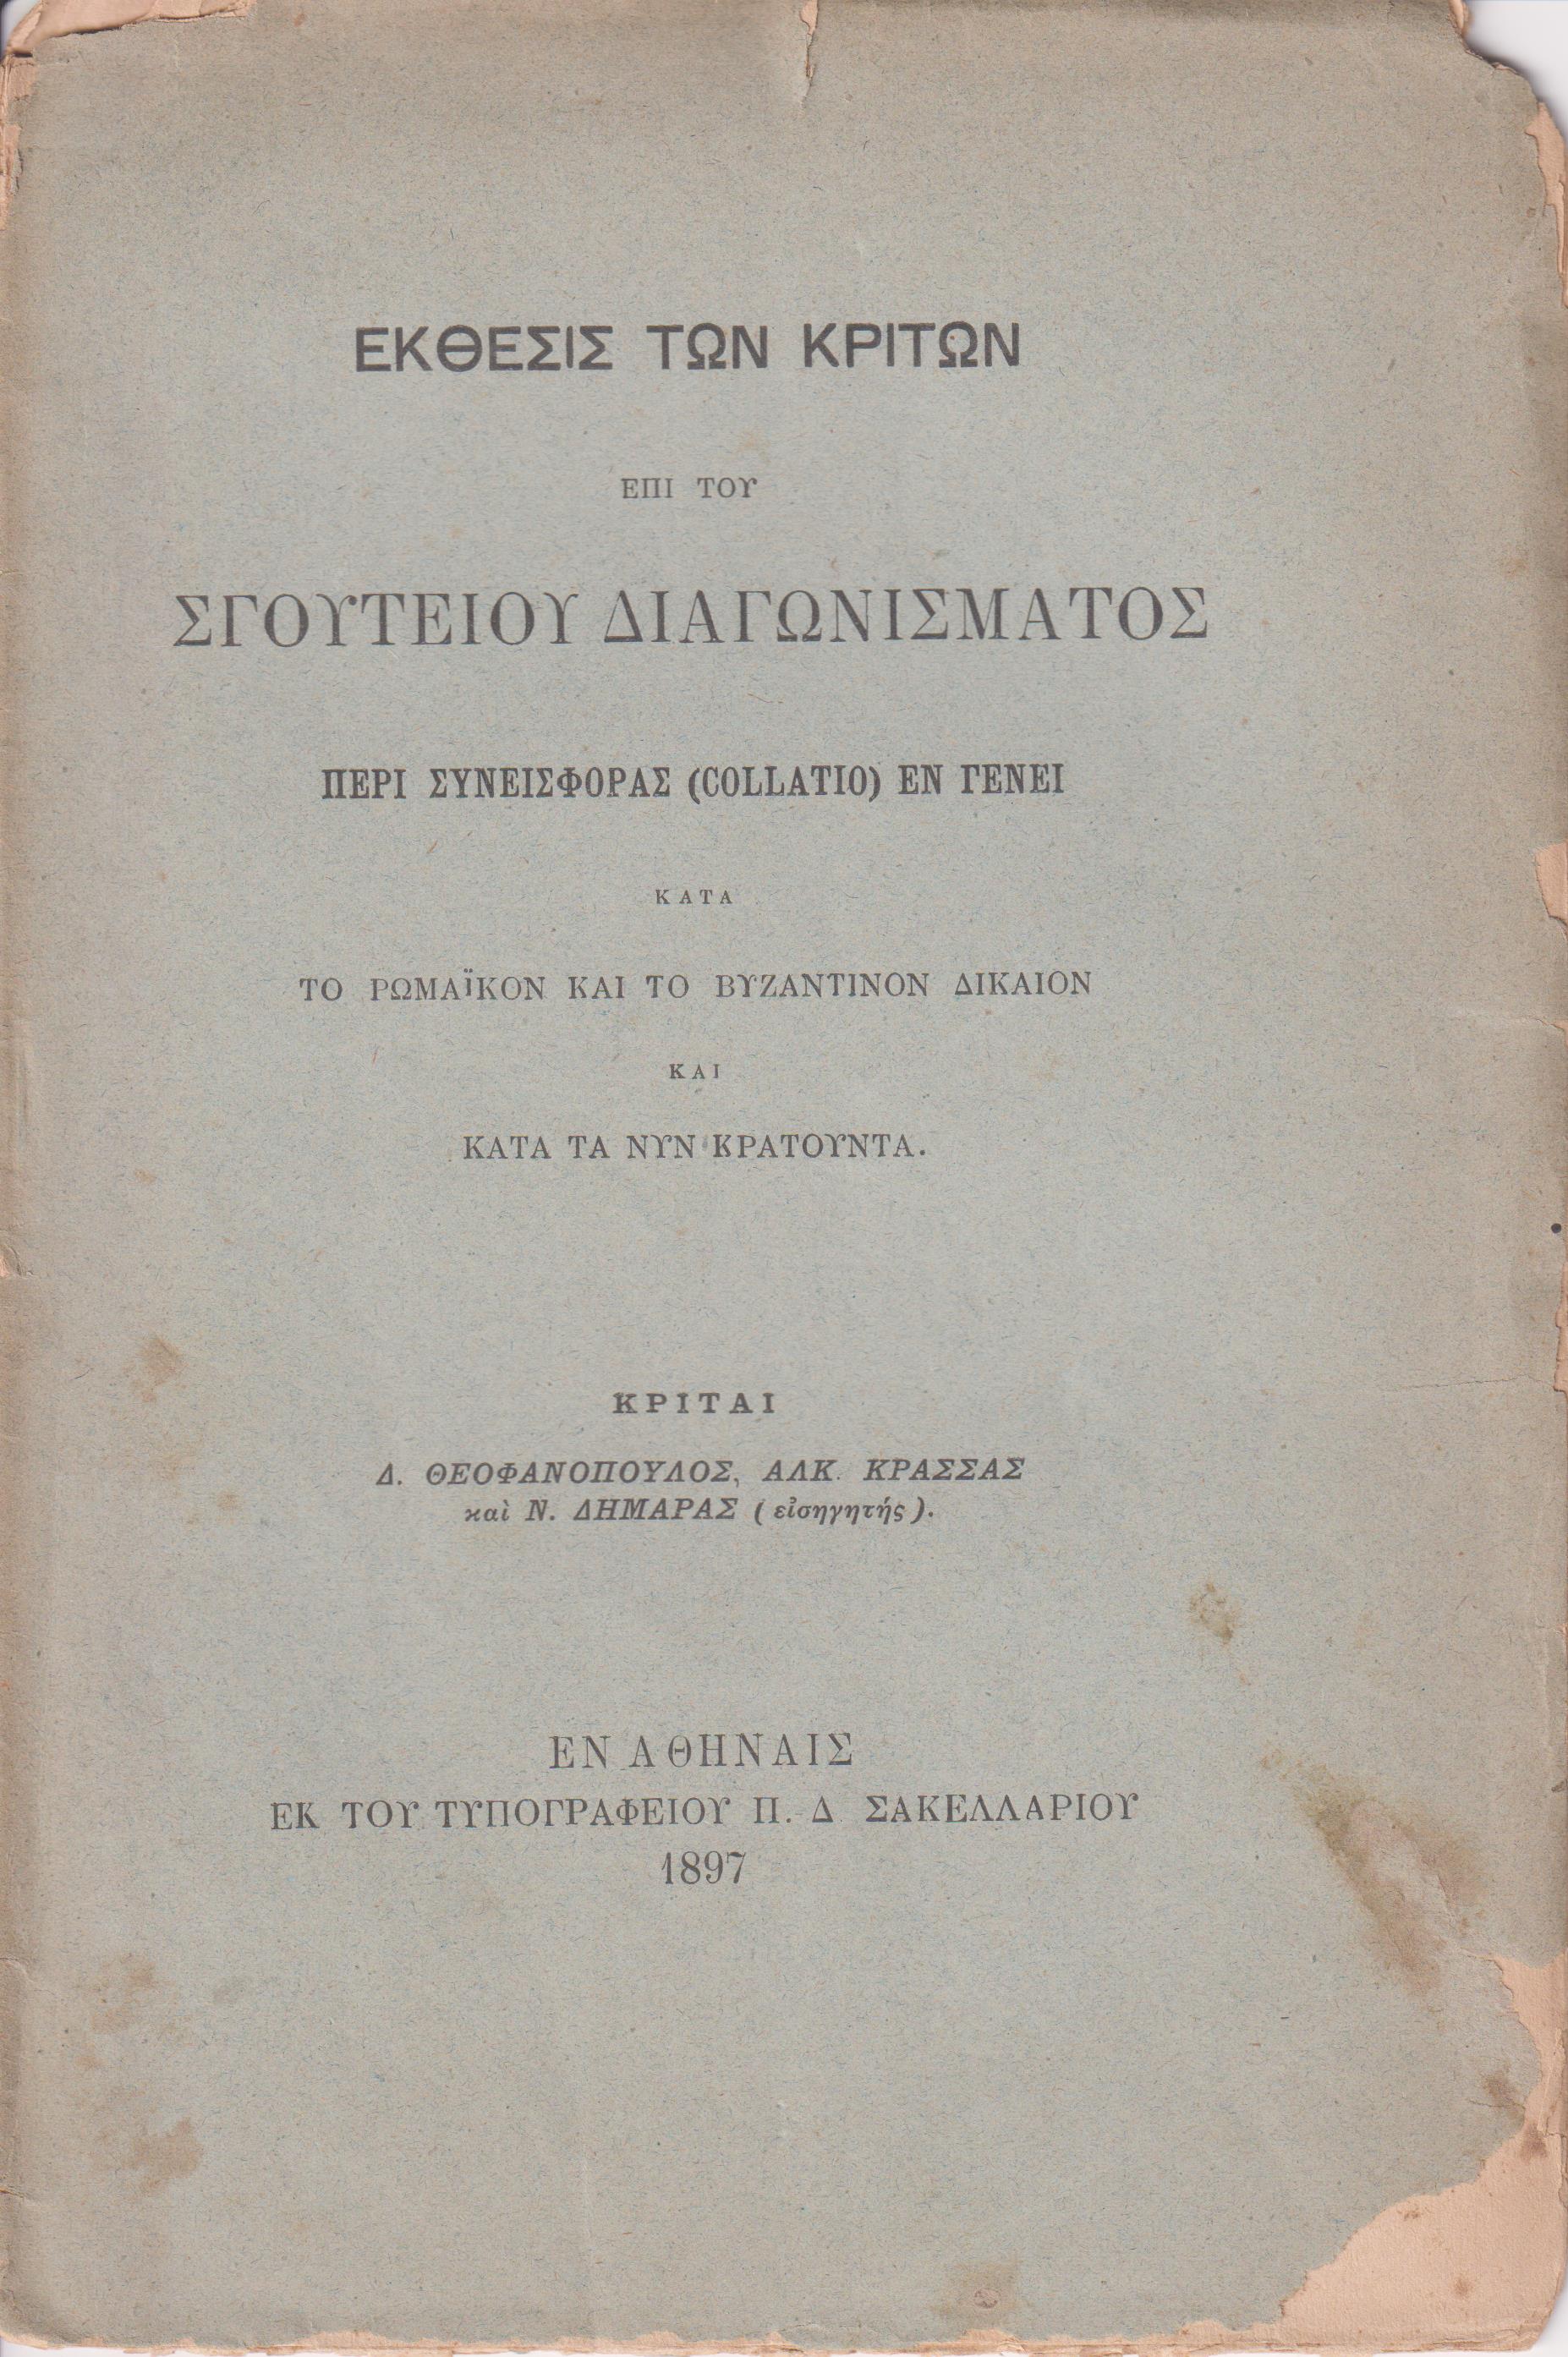 ΕΚΘΕΣΙΣ ΤΩΝ ΚΡΙΤΩΝ
ΕΠΙ ΤΟΥ
ΣΓΟΥΤΕΙΟΥ ΔΙΑΓΩΝΙΣΜΑΤΟΣ
ΠΕΡΙ ΣΥΝΕΙΣΦΟΡΑΣ (COLLATIO) ΕΝ ΓΕΝΕΙ
ΚΑΤΑ
ΤΟ ΡΩΜΑΪΚΟΝ ΚΑΙ ΤΟ ΒΥΖΑΝΤΙΝΟΝ ΔΙΚΑΙΟΝ
ΚΑΙ
ΚΑΤΑ ΤΑ ΝΥΝ ΚΡΑΤΟΥΝΤΑ.
ΚΡΙΤΑΙ
Δ. ΘΕΟΦΑΝΟΠΟΥΛΟΣ, ΑΛΚ. ΚΡΑΣΣΑΣ
καὶ Ν. ΔΗΜΑΡΑΣ (εἰσηγητής).
ΕΝ ΑΘΗΝΑΙΣ
ΕΚ ΤΟΥ ΤΥΠΟΓΡΑΦΕΙΟΥ Π. Δ ΣΑΚΕΛΛΑΡΙΟΥ
1897